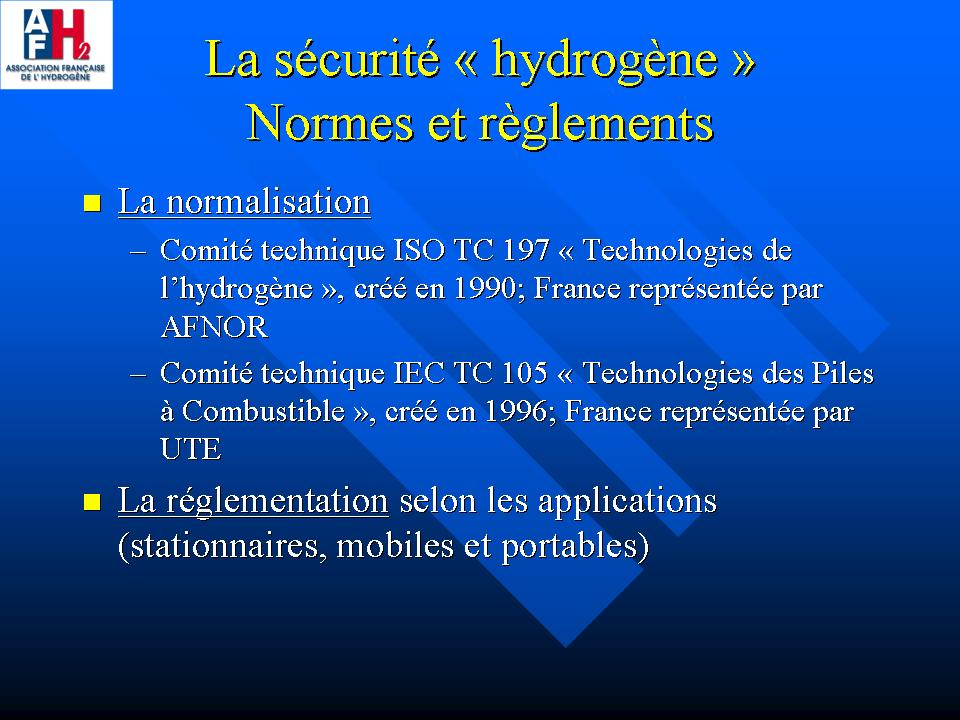 AFH2
ASSOCIATION FRANÇAISE
DE L'HYDROGÈNE
La sécurité « hydrogène »
Normes et règlements
La normalisation
– Comité technique ISO TC 197 « Technologies de
l’hydrogène », créé en 1990; France représentée par
AFNOR
– Comité technique IEC TC 105 « Technologies des Piles
à Combustible », créé en 1996; France représentée par
UTE
La réglementation selon les applications
(stationnaires, mobiles et portables)